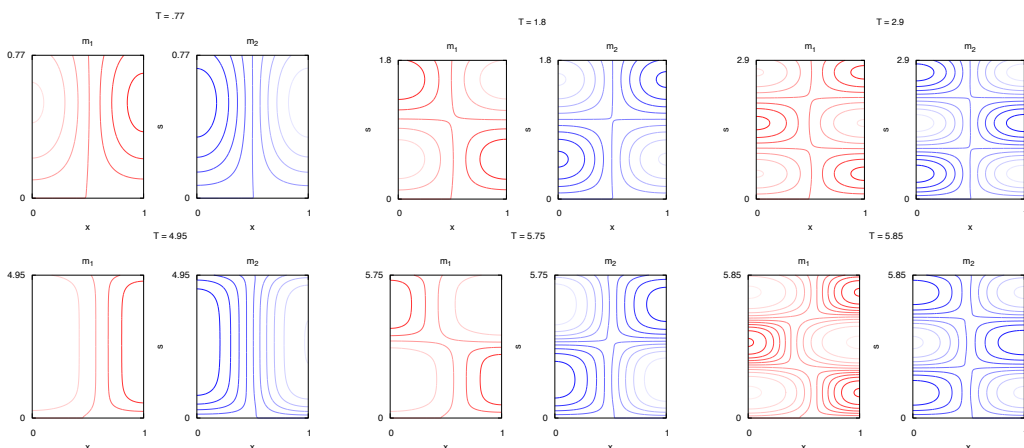 T = .77
m1
m2
0.77
0.77
s
0
0
0
1
0
1
x
x
T = 1.8
m1
m2
1.8
1.8
s
s
0
0
0
1
0
1
x
x
T = 2.9
m1
m2
2.9
2.9
s
s
0
0
0
1
0
1
x
x
T = 4.95
m1
m2
4.95
4.95
s
0
0
0
1
0
1
x
x
T = 5.75
m1
m2
5.75
5.75
s
s
0
0
0
1
0
1
x
x
T = 5.85
m1
m2
5.85
5.85
s
s
0
0
0
1
0
1
x
x